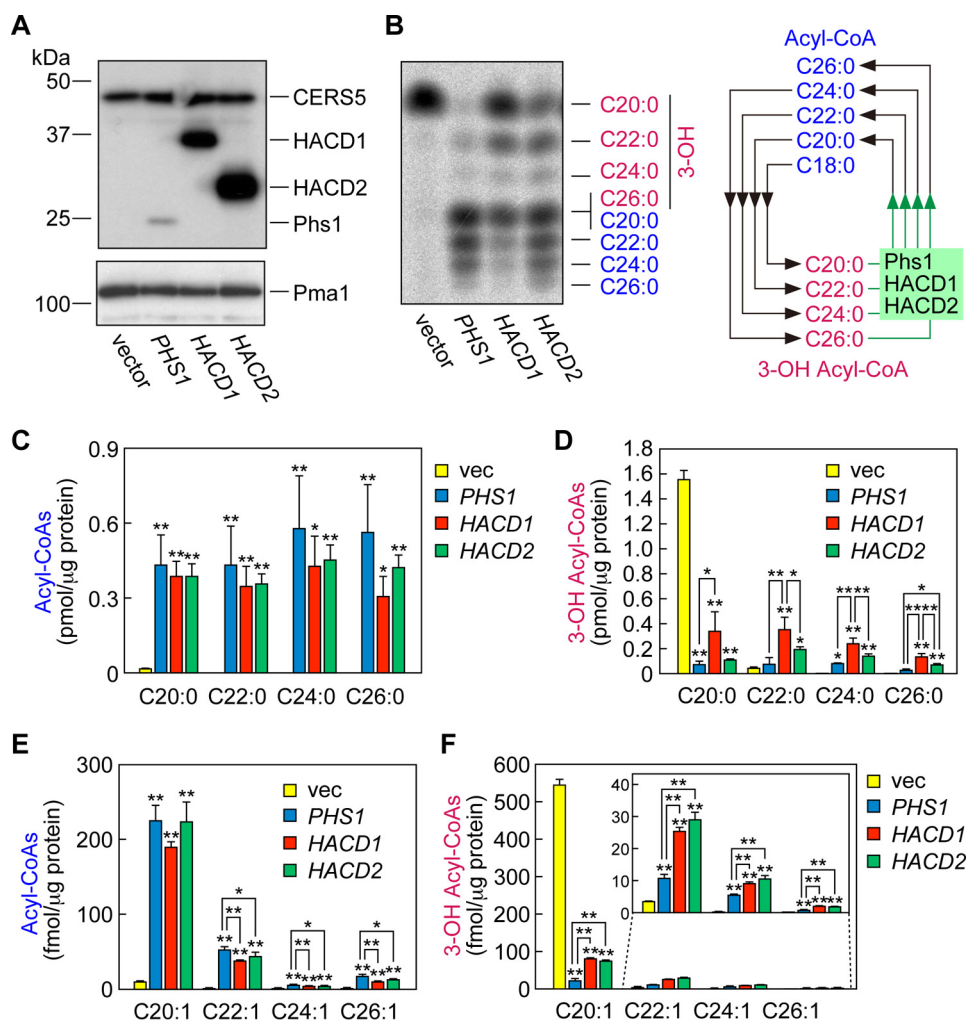 A
kDa
50
37
25
100
CERS5
HACD1
HACD2
Phs1
Pma1
vector
PHS1
HACD1
HACD2
B
C20:0
C22:0
C24:0
C26:0
3-OH
C20:0
C22:0
C24:0
C26:0
vector
PHS1
HACD1
HACD2
Acyl-CoA
C26:0
C24:0
C22:0
C20:0
C18:0
C20:0
C22:0
C24:0
C26:0
Phs1
HACD1
HACD2
3-OH Acyl-CoA
C
Acyl-CoAs
(pmol/μg protein)
0.9
0.6
0.3
0
** ** **
** ** **
** * **
** * **
C20:0 C22:0 C24:0 C26:0
vec
PHS1
HACD1
HACD2
D
3-OH Acyl-CoAs
(pmol/μg protein)
1.8
1.6
1.4
1.2
1.0
0.8
0.6
0.4
0.2
0
*
** ** **
** *
** *
****
* ** **
*
****
** **
C20:0 C22:0 C24:0 C26:0
vec
PHS1
HACD1
HACD2
E
Acyl-CoAs
(fmol/μg protein)
300
200
100
0
** ** **
*
**
** ** **
*
**
** ** **
*
**
** ** **
C20:1 C22:1 C24:1 C26:1
vec
PHS1
HACD1
HACD2
F
3-OH Acyl-CoAs
(fmol/μg protein)
600
500
400
300
200
100
0
**
**
** ** **
40
30
20
10
0
**
**
** ** **
**
**
** ** **
**
**
** ****
C20:1 C22:1 C24:1 C26:1
vec
PHS1
HACD1
HACD2